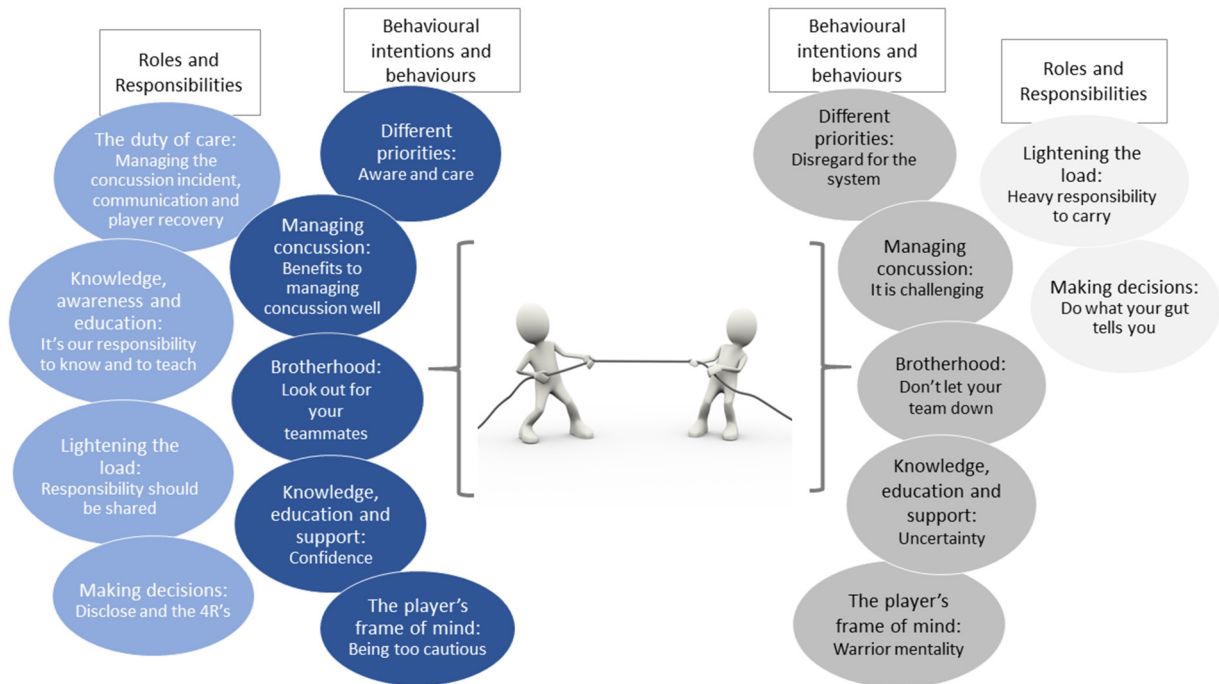 Roles and
Responsibilities
The duty of care:
Managing the
concussion incident,
communication and
player recovery
Knowledge,
awareness and
education:
It's our responsibility
to know and to teach
Lightening the
load:
Responsibility should
be shared
Making decisions:
Disclose and the 4R's
Behavioural
intentions and
behaviours
Different
priorities:
Aware and care
Managing
concussion:
Benefits to
managing
concussion well
Brotherhood:
Look out for
your
teammates
Knowledge,
education and
support:
Confidence
The player's
frame of mind:
Being too cautious
Behavioural
intentions and
behaviours
Different
priorities:
Disregard for the
system
Managing
concussion:
It is challenging
Brotherhood:
Don't let your
team down
Knowledge,
education and
support:
Uncertainty
The player's
frame of mind:
Warrior mentality
Roles and
Responsibilities
Lightening the
load:
Heavy responsibility
to carry
Making decisions:
Do what your gut
tells you